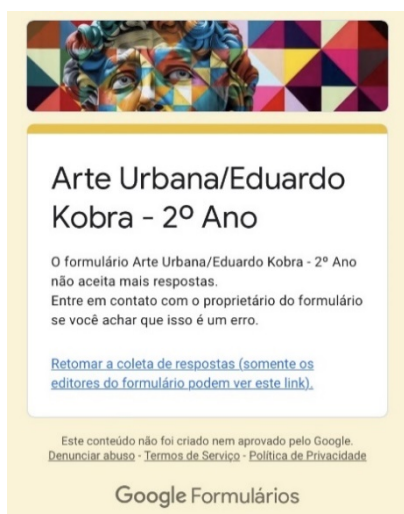 Arte Urbana/Eduardo
Kobra - 2º Ano
O formulário Arte Urbana/Eduardo Kobra - 2º Ano
não aceita mais respostas.
Entre em contato com o proprietário do formulário
se você achar que isso é um erro.
Retomar a coleta de respostas (somente os
editores do formulário podem ver este link).
Este conteúdo não foi criado nem aprovado pelo Google.
Denunciar abuso - Termos de Serviço - Política de Privacidade
Google Formulários